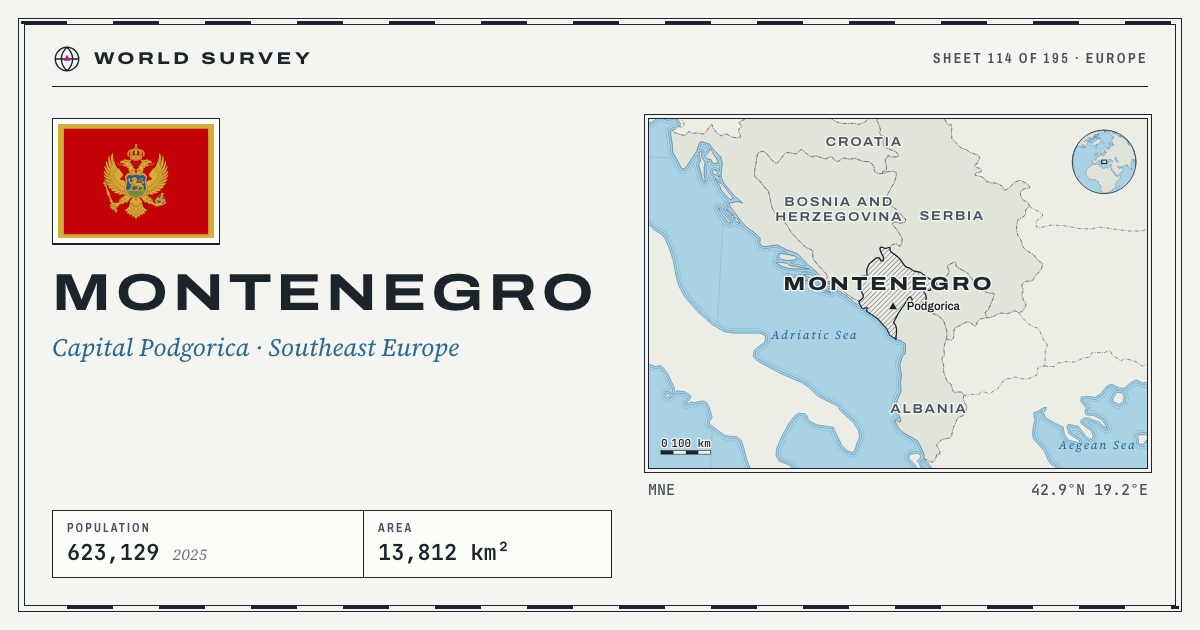 WORLD SURVEY
SHEET 114 OF 195 · EUROPE
MONTENEGRO
Capital Podgorica · Southeast Europe
CROATIA
BOSNIA AND
HERZEGOVINA
SERBIA
MONTENEGRO
Podgorica
Adriatic Sea
ALBANIA
Aegean Sea
0 100 km
MNE
42.9°N 19.2°E
POPULATION
623,129 2025
AREA
13,812 km²